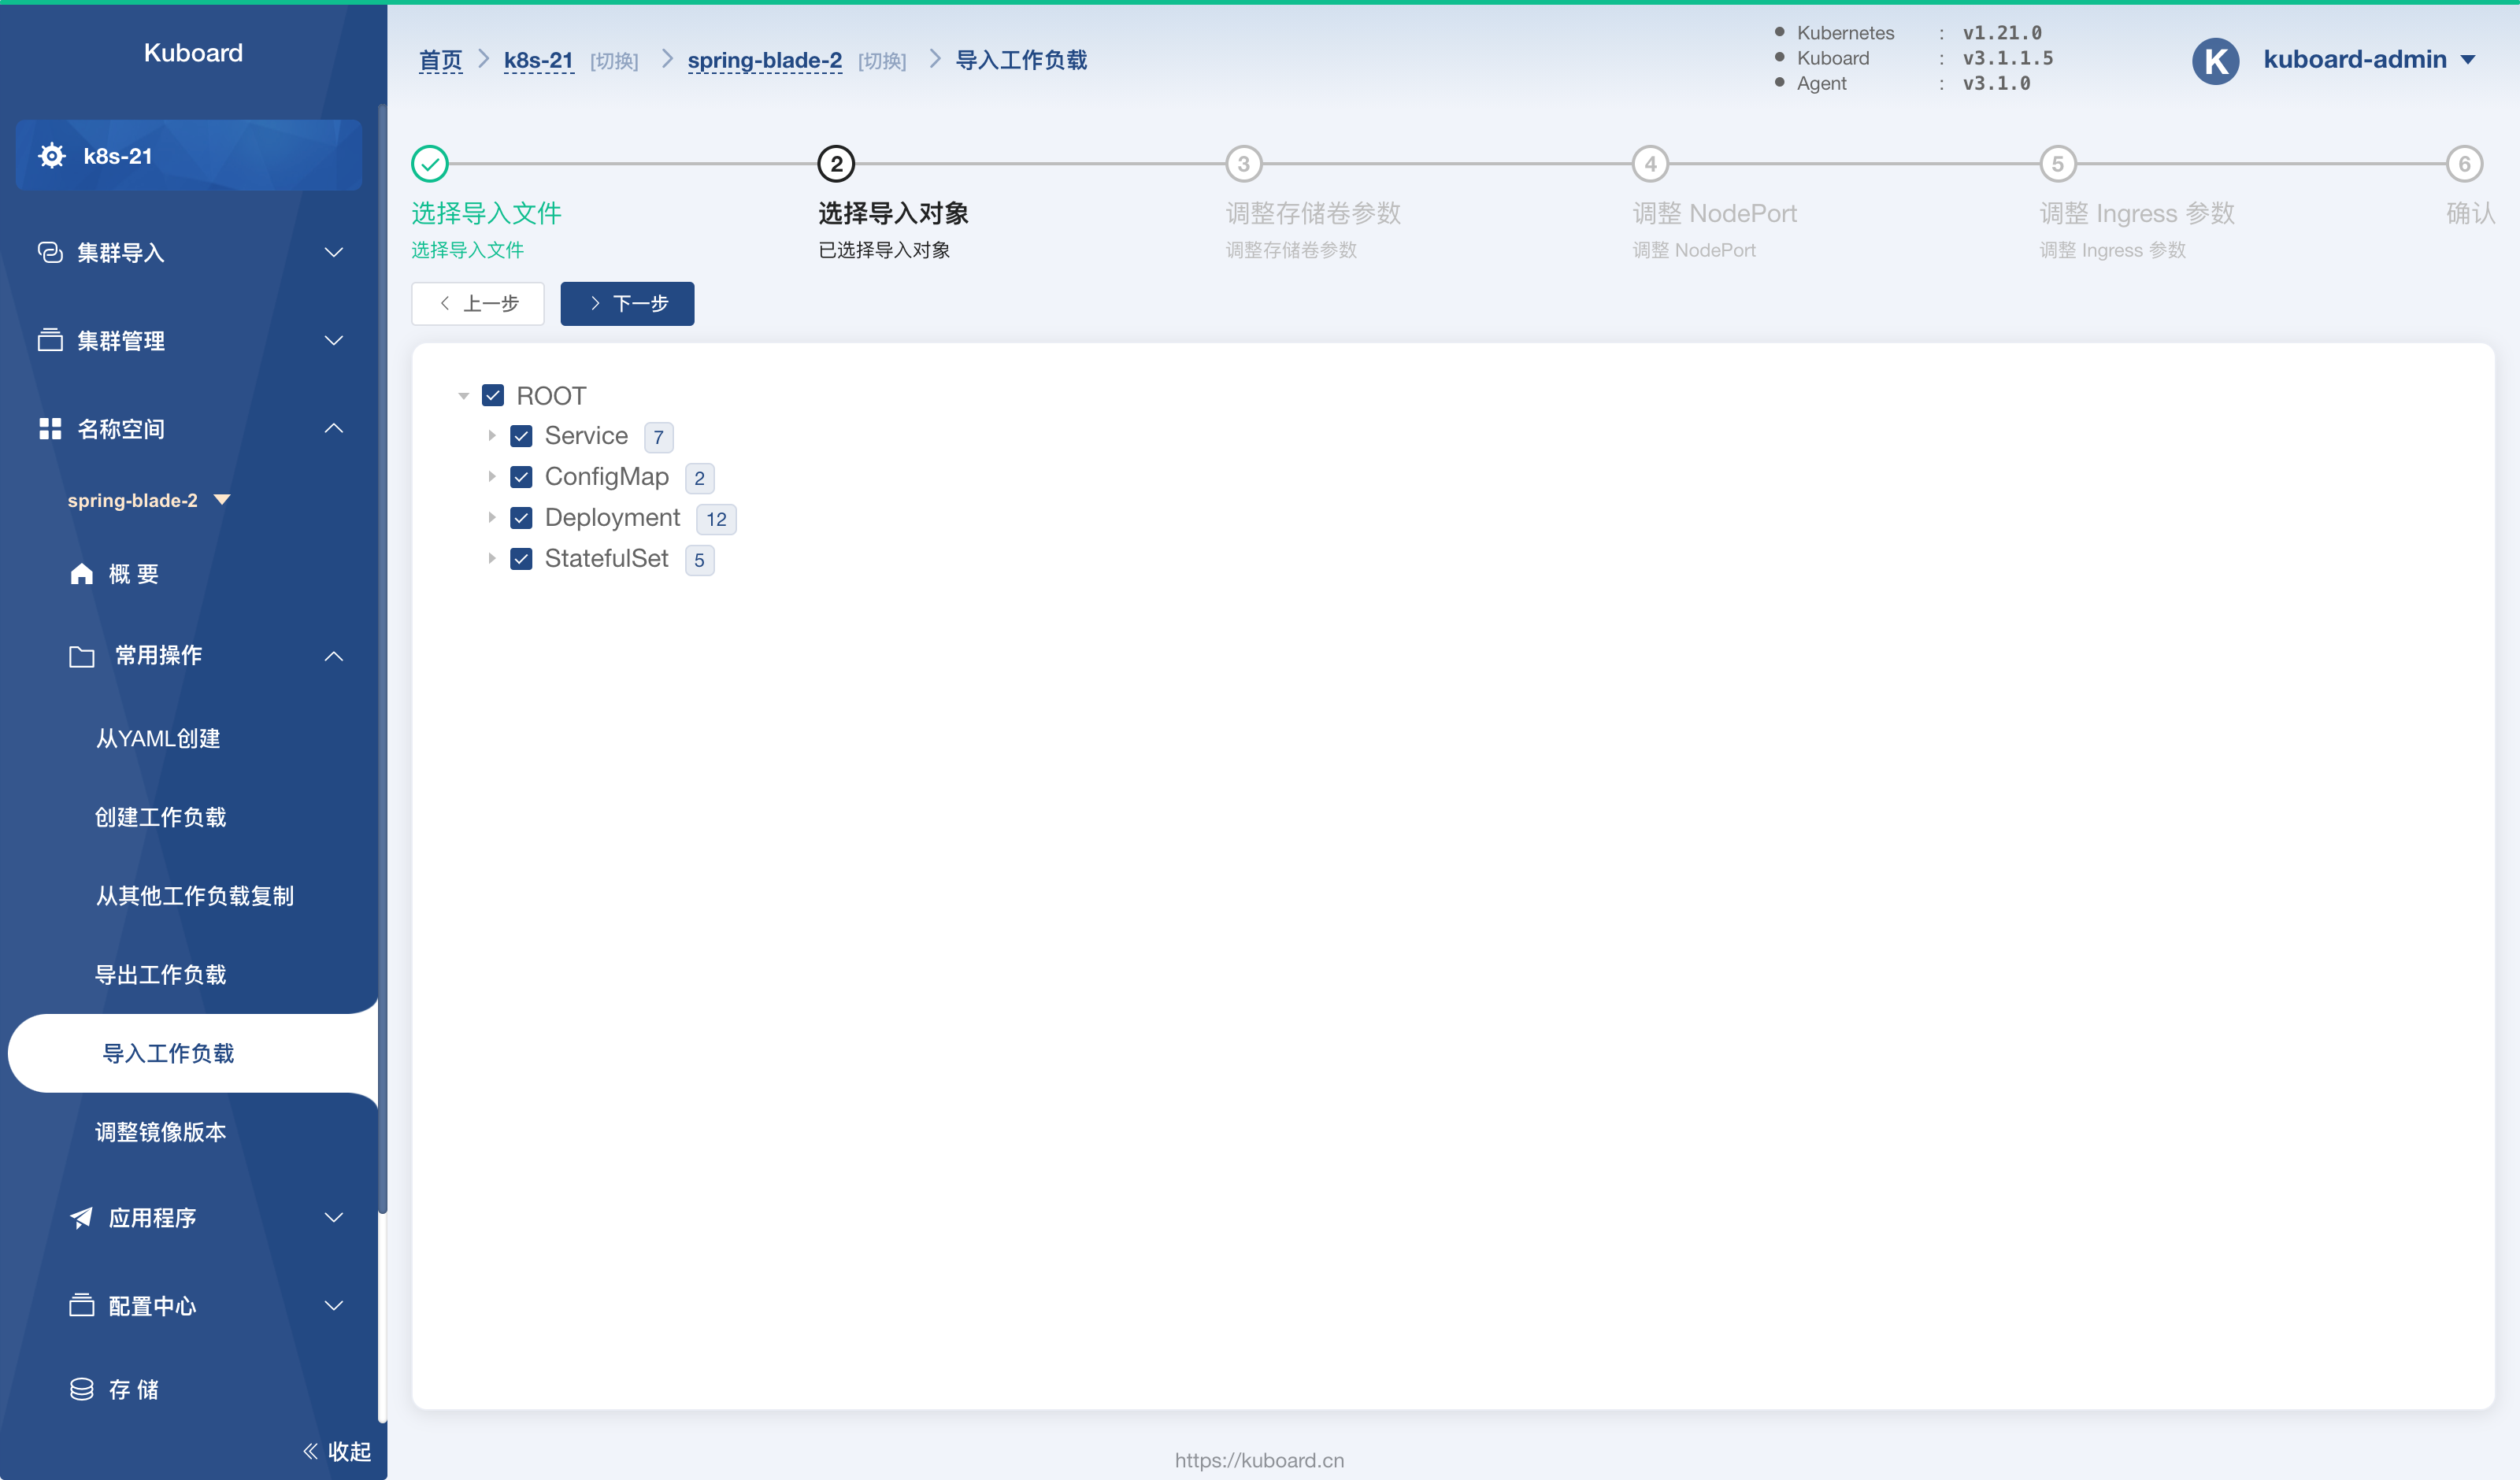 Kuboard
k8s-21
集群导入
集群管理
名称空间
spring-blade-2
概 要
常用操作
从YAML创建
创建工作负载
从其他工作负载复制
导出工作负载
导入工作负载
调整镜像版本
应用程序
配置中心
存 储
收起
首页 k8s-21 [切换] spring-blade-2 [切换] 导入工作负载
Kubernetes : v1.21.0
Kuboard : v3.1.1.5
Agent : v3.1.0
K kuboard-admin
2 3 4 5 6
选择导入文件 选择导入对象 调整存储卷参数 调整 NodePort 调整 Ingress 参数 确认
选择导入文件 已选择导入对象 调整存储卷参数 调整 NodePort 调整 Ingress 参数
上一步 下一步
ROOT
Service 7
ConfigMap 2
Deployment 12
StatefulSet 5
https://kuboard.cn